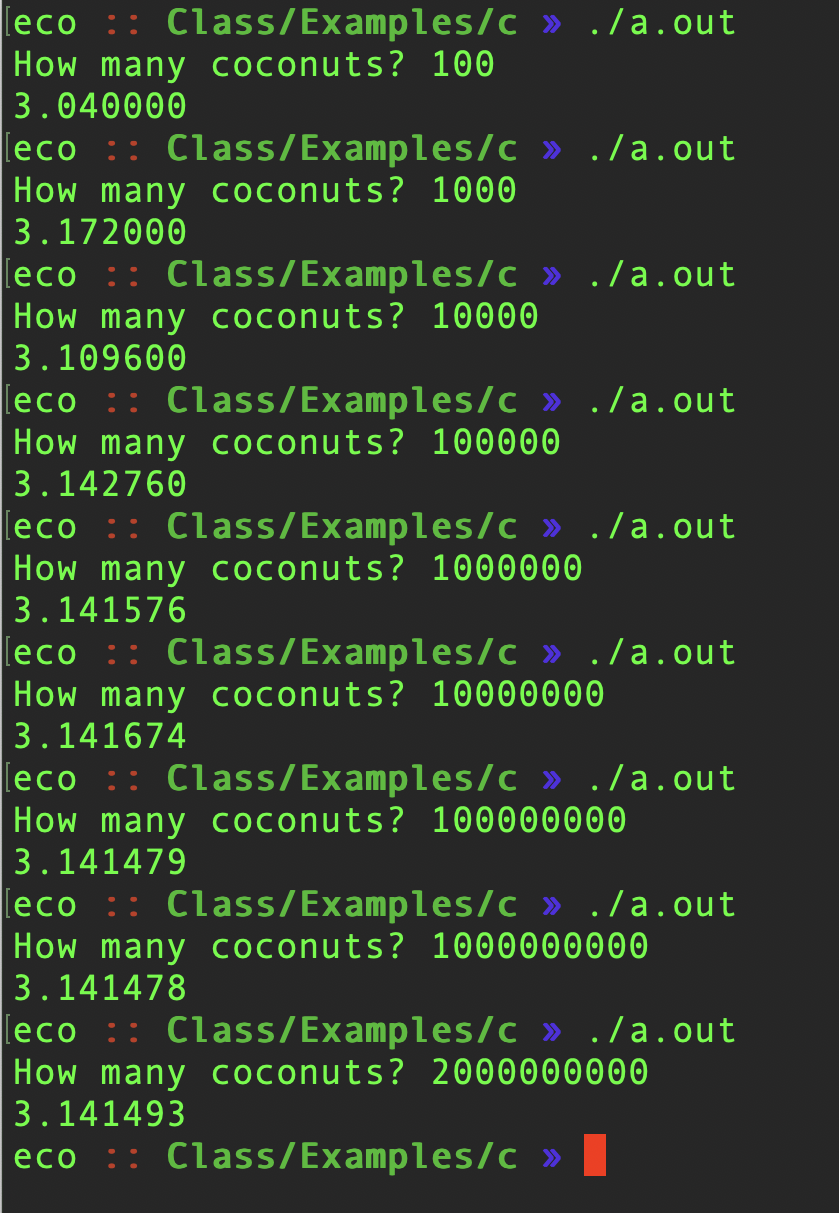 [eco :: Class/Examples/c » ./a.out
How many coconuts? 100
3.040000
[eco :: Class/Examples/c » ./a.out
How many coconuts? 1000
3.172000
[eco :: Class/Examples/c » ./a.out
How many coconuts? 10000
3.109600
[eco :: Class/Examples/c » ./a.out
How many coconuts? 100000
3.142760
[eco :: Class/Examples/c » ./a.out
How many coconuts? 1000000
3.141576
[eco :: Class/Examples/c » ./a.out
How many coconuts? 10000000
3.141674
[eco :: Class/Examples/c » ./a.out
How many coconuts? 100000000
3.141479
[eco :: Class/Examples/c » ./a.out
How many coconuts? 1000000000
3.141478
[eco :: Class/Examples/c » ./a.out
How many coconuts? 2000000000
3.141493
eco :: Class/Examples/c »